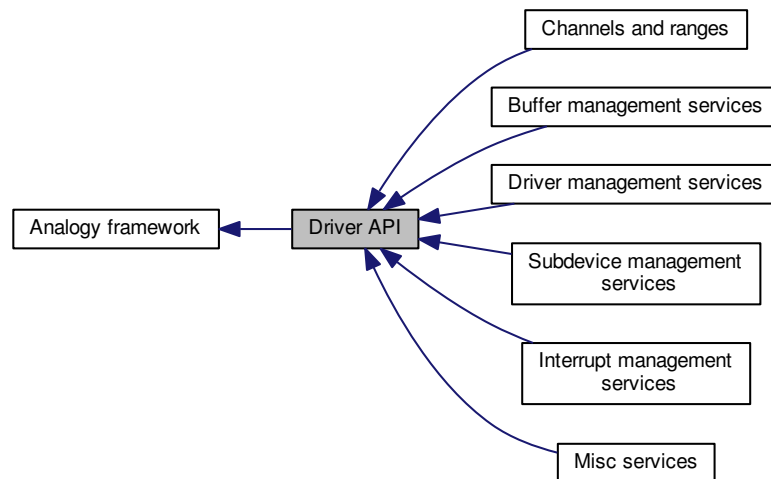 Channels and ranges
Buffer management services
Driver management services
Analogy framework
Driver API
Subdevice management
services
Interrupt management
services
Misc services